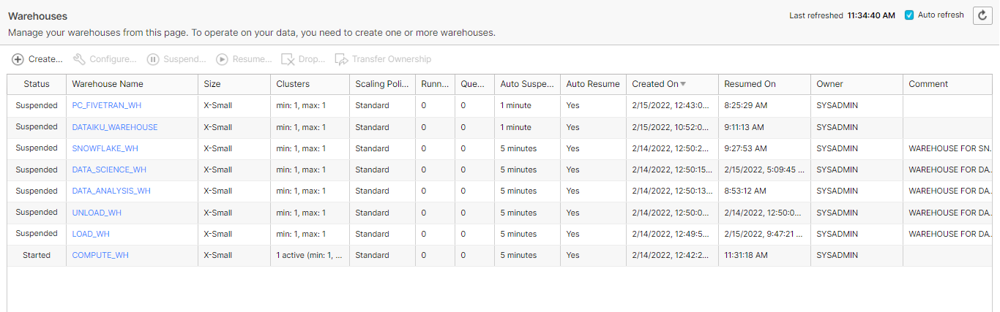 Warehouses
Last refreshed 11:34:40 AM Auto refresh
Manage your warehouses from this page. To operate on your data, you need to create one or more warehouses.
Create... Configure... Suspend... Resume... Drop... Transfer Ownership
Status Warehouse Name Size Clusters Scaling Poli... Runn... Que... Auto Suspe... Auto Resume Created On Resumed On Owner Comment
Suspended PC_FIVETRAN_WH X-Small min: 1, max: 1 Standard 0 0 1 minute Yes 2/15/2022, 12:43:0... 8:25:29 AM SYSADMIN
Suspended DATAIKU_WAREHOUSE X-Small min: 1, max: 1 Standard 0 0 1 minute Yes 2/15/2022, 10:52:0... 9:11:13 AM SYSADMIN
Suspended SNOWFLAKE_WH X-Small min: 1, max: 1 Standard 0 0 5 minutes Yes 2/14/2022, 12:50:2... 9:27:53 AM SYSADMIN WAREHOUSE FOR SN...
Suspended DATA_SCIENCE_WH X-Small min: 1, max: 1 Standard 0 0 5 minutes Yes 2/14/2022, 12:50:15... 2/15/2022, 5:09:45 ... SYSADMIN WAREHOUSE FOR DA...
Suspended DATA_ANALYSIS_WH X-Small min: 1, max: 1 Standard 0 0 5 minutes Yes 2/14/2022, 12:50:13... 8:53:12 AM SYSADMIN WAREHOUSE FOR DA...
Suspended UNLOAD_WH X-Small min: 1, max: 1 Standard 0 0 5 minutes Yes 2/14/2022, 12:50:0... 2/14/2022, 12:50:0... SYSADMIN WAREHOUSE FOR DA...
Suspended LOAD_WH X-Small min: 1, max: 1 Standard 0 0 5 minutes Yes 2/14/2022, 12:49:5... 2/15/2022, 9:47:21 ... SYSADMIN WAREHOUSE FOR DA...
Started COMPUTE_WH X-Small 1 active (min: 1, ... Standard 0 0 5 minutes Yes 2/14/2022, 12:42:2... 11:31:18 AM SYSADMIN